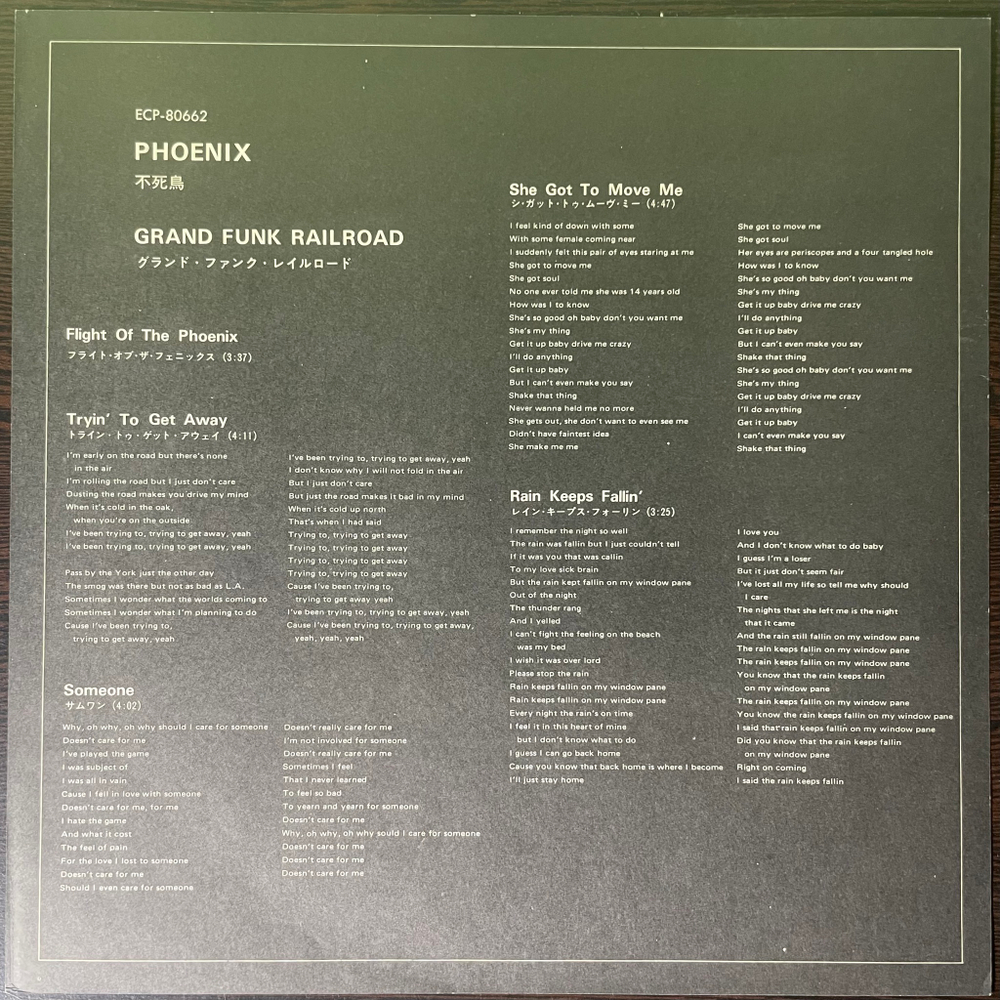 ECP-80662
PHOENIX
不死鳥
GRAND FUNK RAILROAD
グランド・ファンク・レイルロード
Flight Of The Phoenix
フライト・オブ・ザ・フェニックス (3:37)
Tryin' To Get Away
トライン・トゥ・ゲット・アウェイ (4:11)
I'm early on the road but there's none
in the air
I'm rolling the road but I just don't care
Dusting the road makes you drive my mind
When it's cold in the oak,
when you're on the outside
I've been trying to, trying to get away, yeah
I've been trying to, trying to get away, yeah
Pass by the York just the other day
The smog was there but not as bad as L.A.
Sometimes I wonder what the worlds coming to
Sometimes I wonder what I'm planning to do
Cause I've been trying to,
trying to get away, yeah
I've been trying to, trying to get away, yeah
I don't know why I will not fold in the air
But I just don't care
But just the road makes it bad in my mind
When it's cold up north
That's when I had said
Trying to, trying to get away
Trying to, trying to get away
Trying to, trying to get away
Trying to, trying to get away
Cause I've been trying to,
trying to get away yeah
I've been trying to, trying to get away, yeah
Cause I've been trying to, trying to get away,
yeah, yeah, yeah
Someone
サムワン (4:02)
Why, oh why, oh why should I care for someone
Doesn't care for me
I've played the game
I was subject of
I was all in vain
Cause I fell in love with someone
Doesn't care for me, for me
I hate the game
And what it cost
The feel of pain
For the love I lost to someone
Doesn't care for me
Should I even care for someone
Doesn't really care for me
I'm not involved for someone
Doesn't really care for me
Sometimes I feel
That I never learned
To feel so bad
To yearn and yearn for someone
Doesn't care for me
Why, oh why, oh why sould I care for someone
Doesn't care for me
Doesn't care for me
Doesn't care for me
She Got To Move Me
シ・ガット・トゥ・ムーヴ・ミー (4:47)
I feel kind of down with some
With some female coming near
I suddenly felt this pair of eyes staring at me
She got to move me
She got soul
No one ever told me she was 14 years old
How was I to know
She's so good oh baby don't you want me
She's my thing
Get it up baby drive me crazy
I'll do anything
Get it up baby
But I can't even make you say
Shake that thing
Never wanna held me no more
She gets out, she don't want to even see me
Didn't have faintest idea
She make me me
She got to move me
She got soul
Her eyes are periscopes and a four tangled hole
How was I to know
She's so good oh baby don't you want me
She's my thing
Get it up baby drive me crazy
I'll do anything
Get it up baby
But I can't even make you say
Shake that thing
She's so good oh baby don't you want me
She's my thing
Get it up baby drive me crazy
I'll do anything
Get it up baby
I can't even make you say
Shake that thing
Rain Keeps Fallin'
レイン・キープス・フォーリン (3:25)
I remember the night so well
The rain was fallin but I just couldn't tell
If it was you that was callin
To my love sick brain
But the rain kept fallin on my window pane
Out of the night
The thunder rang
And I yelled
I can't fight the feeling on the beach
was my bed
I wish it was over lord
Please stop the rain
Rain keeps fallin on my window pane
Rain keeps fallin on my window pane
Every night the rain's on time
I feel it in this heart of mine
but I don't know what to do
I guess I can go back home
Cause you know that back home is where I become
I'll just stay home
I love you
And I don't know what to do baby
I guess I'm a loser
But it just don't seem fair
I've lost all my life so tell me why should
I care
The nights that she left me is the night
that it came
And the rain still fallin on my window pane
The rain keeps fallin on my window pane
The rain keeps fallin on my window pane
You know that the rain keeps fallin
on my window pane
The rain keeps fallin on my window pane
You know the rain keeps fallin on my window pane
I said that rain keeps fallin on my window pane
Did you know that the rain keeps fallin
on my window pane
Right on coming
I said the rain keeps fallin